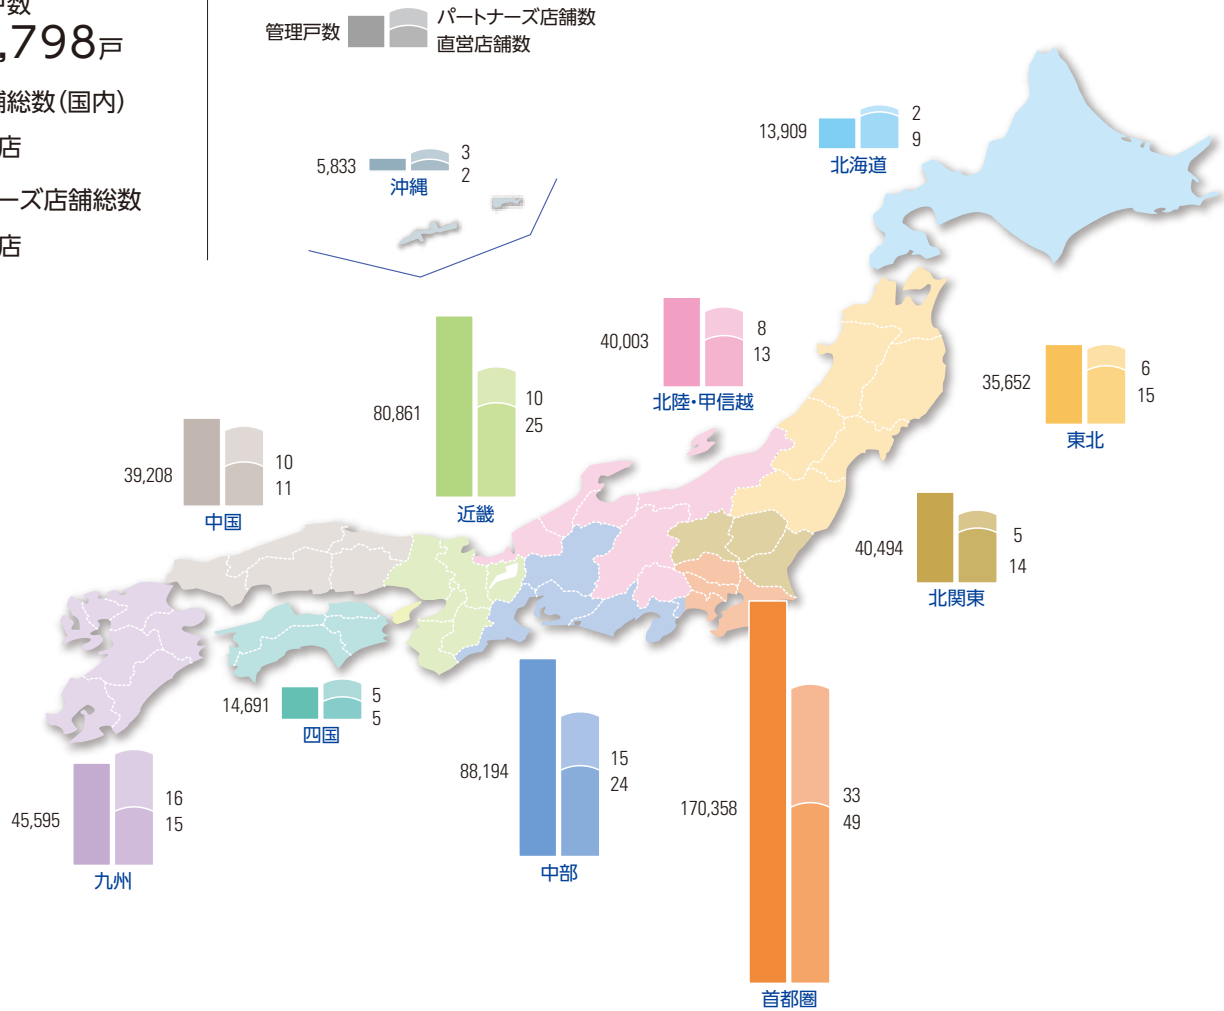 戸数
,798戸
舗総数（国内）
店
ーズ店舗総数
店
管理戸数
パートナーズ店舗数
直営店舗数
13,909
2
9
北海道
5,833
3
2
沖縄
40,003
8
13
北陸・甲信越
35,652
6
15
東北
80,861
10
25
近畿
39,208
10
11
中国
40,494
5
14
北関東
14,691
5
5
四国
88,194
15
24
中部
170,358
33
49
首都圏
45,595
16
15
九州